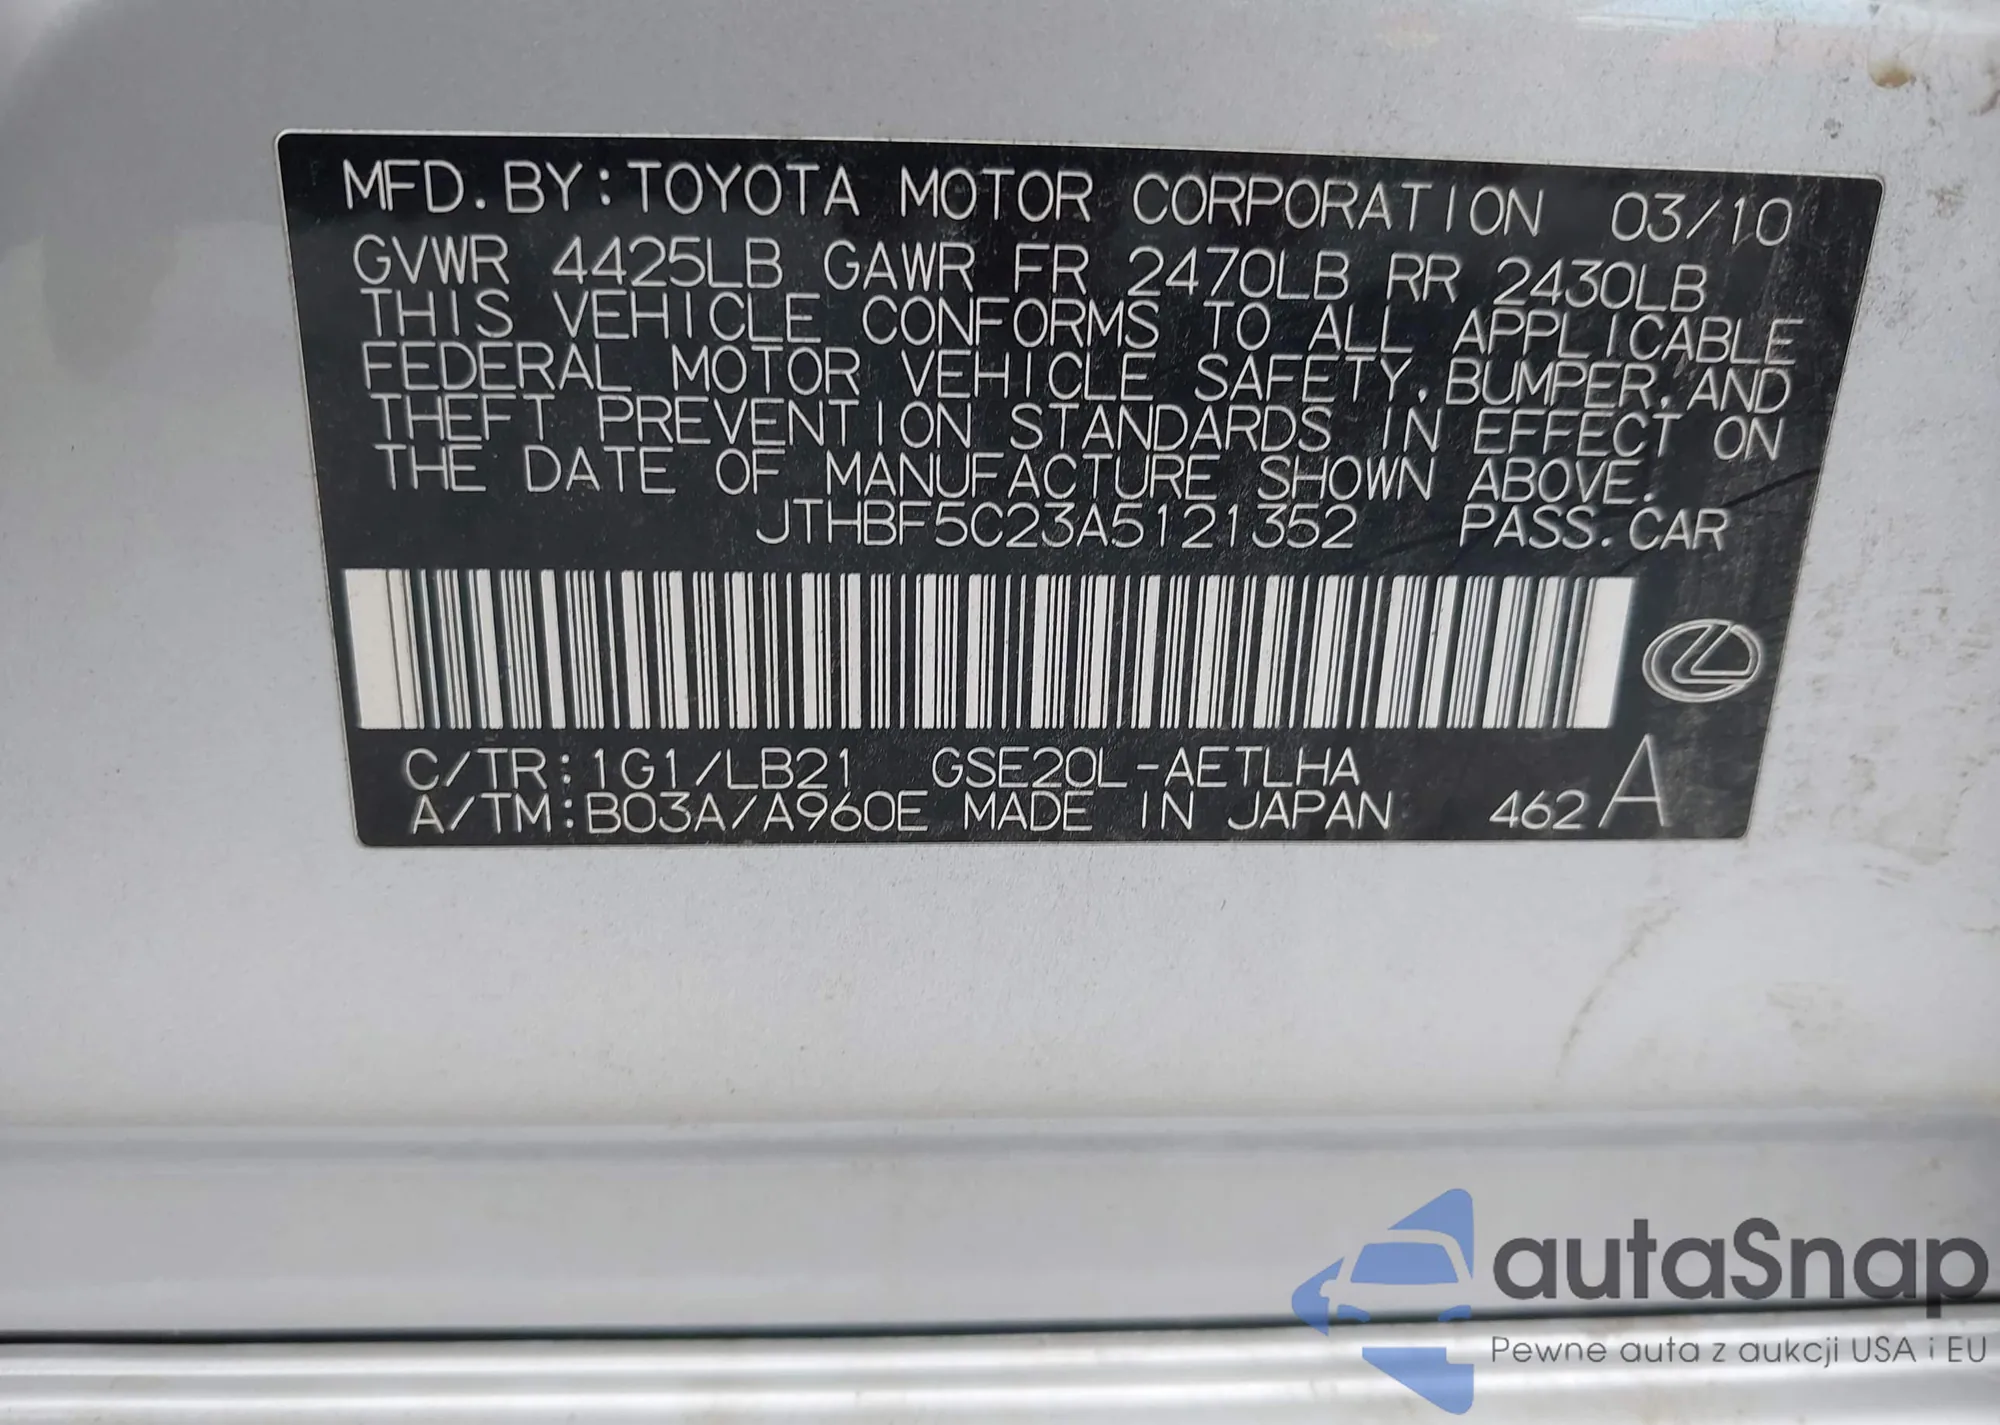 MFD. BY: TOYOTA MOTOR CORPORATION 03/10
GVWR 4425LB GAWR FR 2470LB RR 2430LB
THIS VEHICLE CONFORMS TO ALL APPLICABLE
FEDERAL MOTOR VEHICLE SAFETY, BUMPER, AND
THEFT PREVENTION STANDARDS IN EFFECT ON
THE DATE OF MANUFACTURE SHOWN ABOVE.
JTHBF5C23A5121352 PASS. CAR
C/TR: 1G1/LB21 GSE20L-AETLHA
A/TM: B03A/A960E MADE IN JAPAN 462 A
autaSnap
Pewne auta z aukcji USA i EU